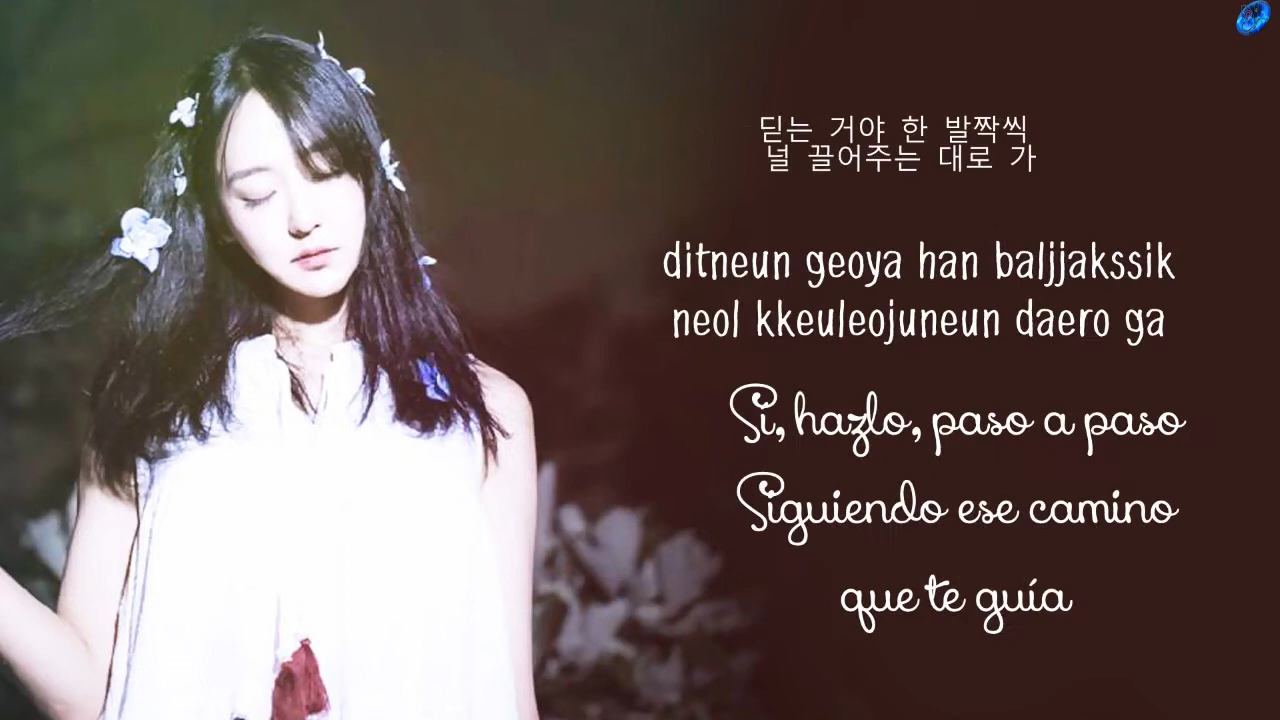 딛는 거야 한 발짝씩
널 끌어주는 대로 가
ditneun geoya han baljjakssik
neol kkeuleojuneun daero ga
Si, hazlo, paso a paso
Siguiendo ese camino
que te guía